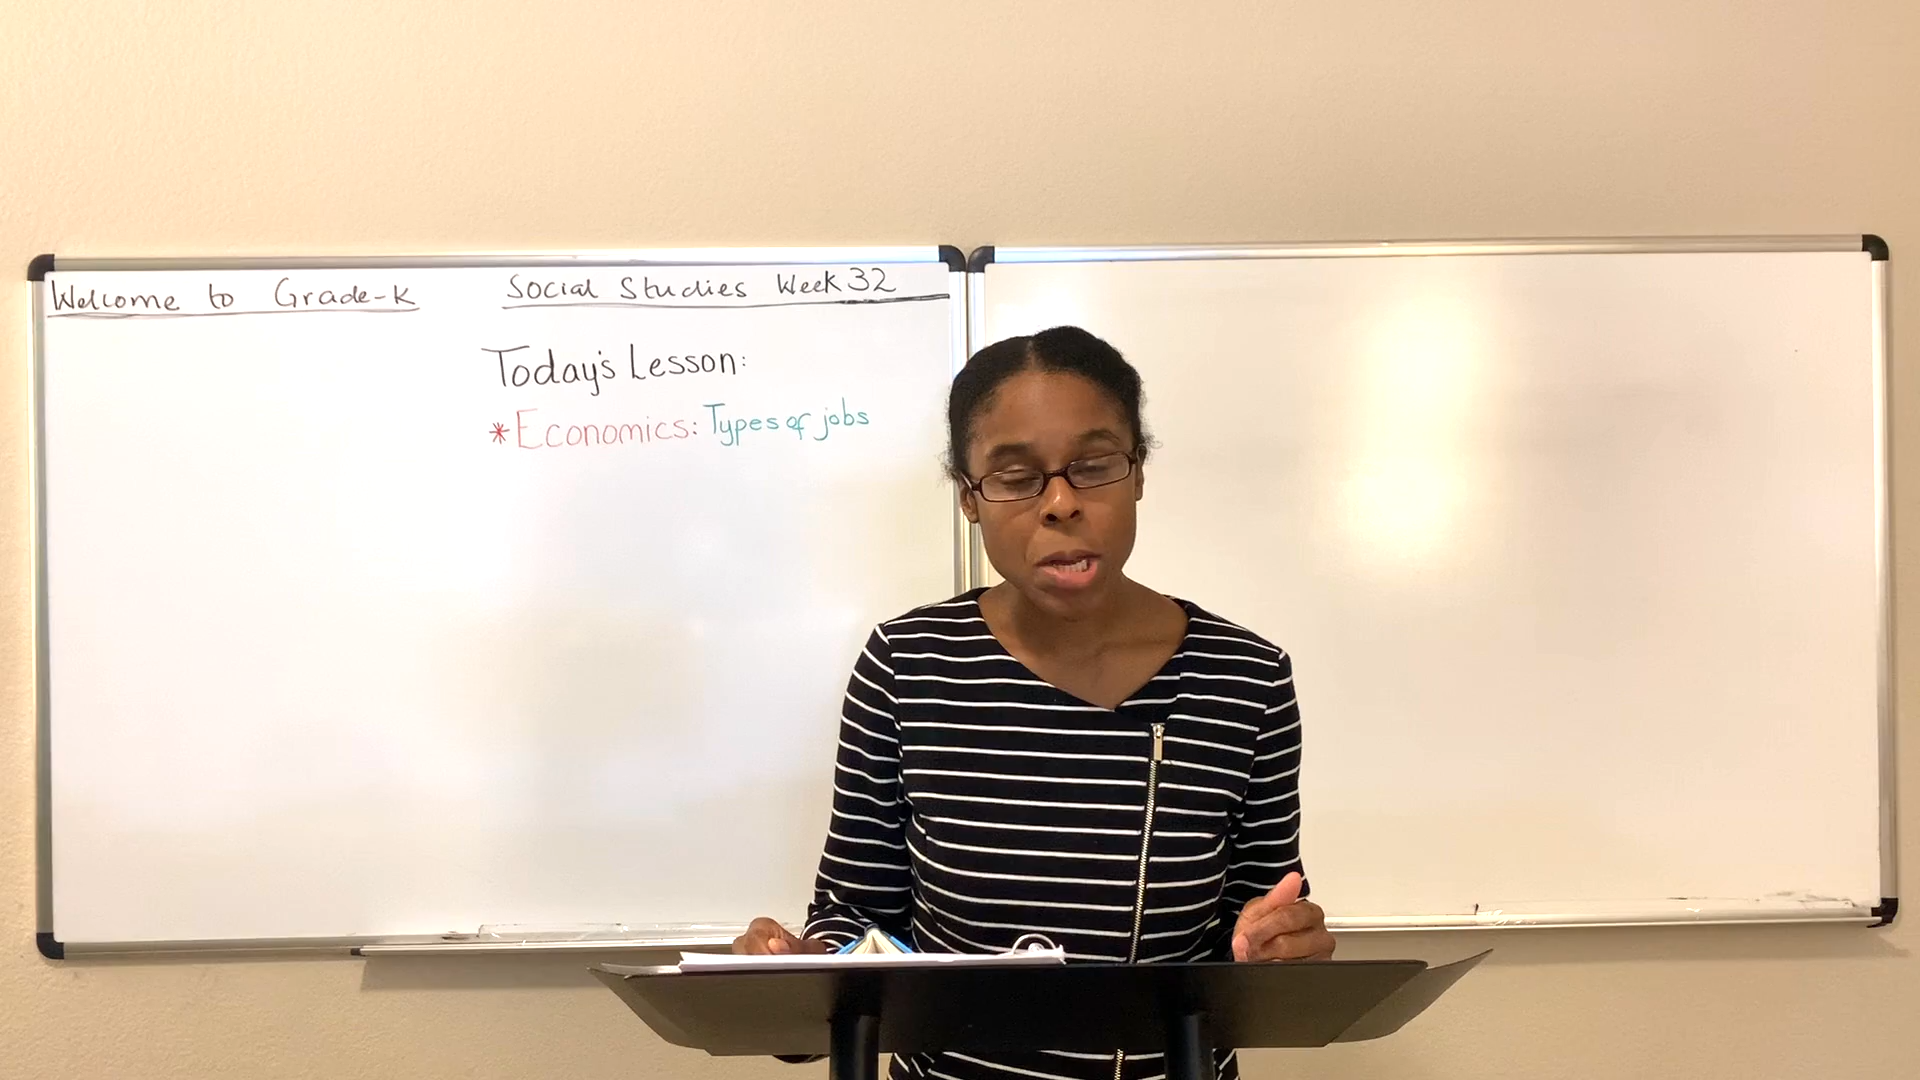 Welcome to Grade-K
Social Studies Week 32
Today's Lesson:
*Economics: Types of jobs